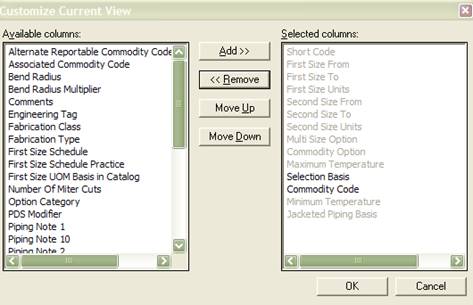 Customize Current View
Available columns:
Alternate Reportable Commodity Code
Associated Commodity Code
Bend Radius
Bend Radius Multiplier
Comments
Engineering Tag
Fabrication Class
Fabrication Type
First Size Schedule
First Size Schedule Practice
First Size UOM Basis in Catalog
Number Of Miter Cuts
Option Category
PDS Modifier
Piping Note 1
Piping Note 10
Piping Note 2
Add >>
<< Remove
Move Up
Move Down
Selected columns:
Short Code
First Size From
First Size To
First Size Units
Second Size From
Second Size To
Second Size Units
Multi Size Option
Commodity Option
Maximum Temperature
Selection Basis
Commodity Code
Minimum Temperature
Jacketed Piping Basis
OK
Cancel